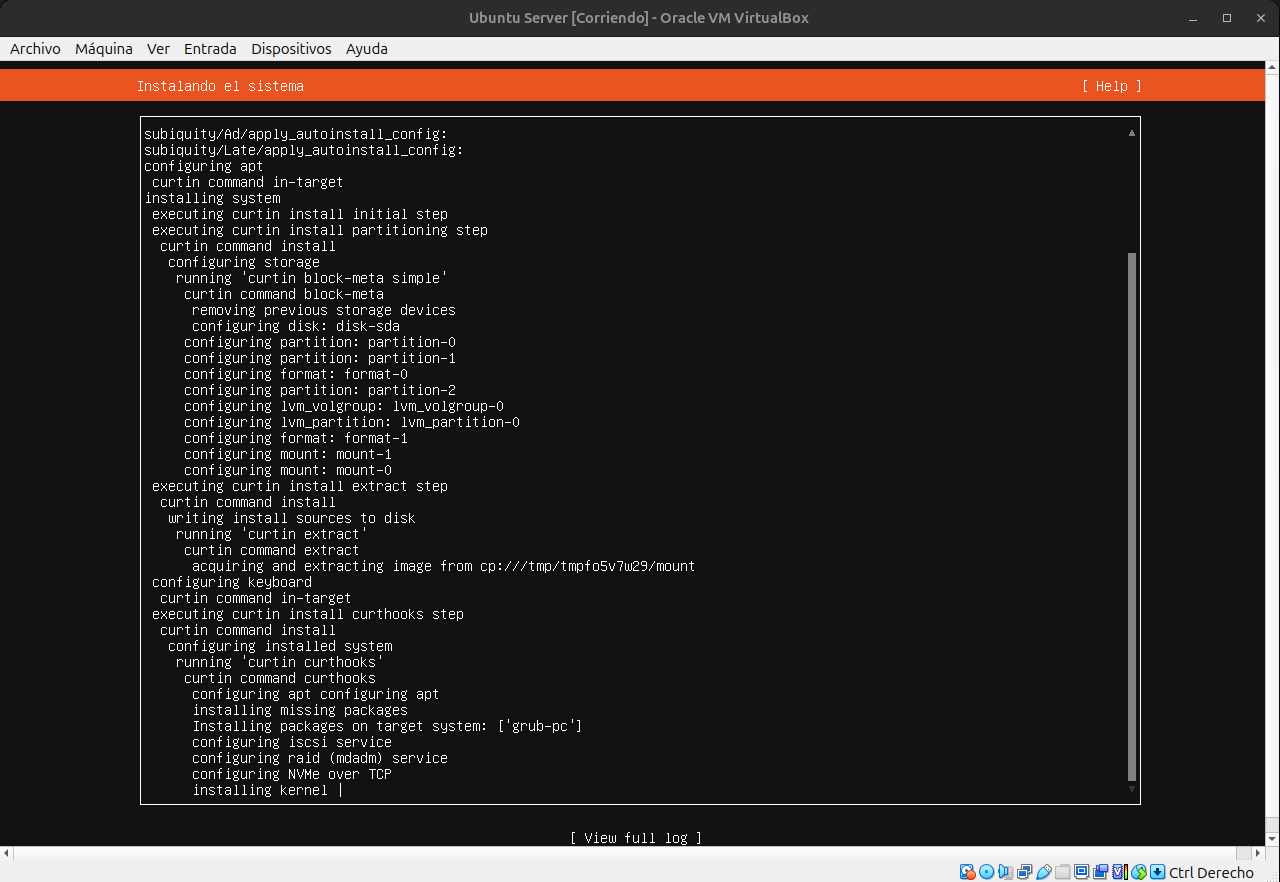 Ubuntu Server [Corriendo] - Oracle VM VirtualBox
Archivo Máquina Ver Entrada Dispositivos Ayuda
Instalando el sistema [ Help ]
subiquity/Ad/apply_autoinstall_config:
subiquity/Late/apply_autoinstall_config:
configuring apt
curtin command in-target
installing system
executing curtin install initial step
executing curtin install partitioning step
curtin command install
configuring storage
running 'curtin block-meta simple'
curtin command block-meta
removing previous storage devices
configuring disk: disk-sda
configuring partition: partition-0
configuring partition: partition-1
configuring format: format-0
configuring partition: partition-2
configuring lvm_volgroup: lvm_volgroup-0
configuring lvm_partition: lvm_partition-0
configuring format: format-1
configuring mount: mount-1
configuring mount: mount-0
executing curtin install extract step
curtin command install
writing install sources to disk
running 'curtin extract'
curtin command extract
acquiring and extracting image from cp:///tmp/tmpfo5v7w29/mount
configuring keyboard
curtin command in-target
executing curtin install curthooks step
curtin command install
configuring installed system
running 'curtin curthooks'
curtin command curthooks
configuring apt configuring apt
installing missing packages
Installing packages on target system: ['grub-pc']
configuring iscsi service
configuring raid (mdadm) service
configuring NVMe over TCP
installing kernel |
[ View full log ]
Ctrl Derecho